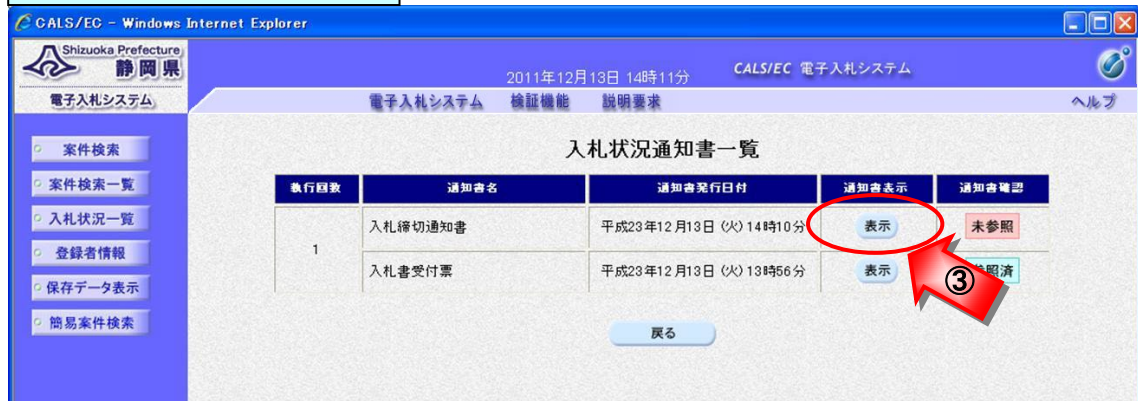 CALS/EC - Windows Internet Explorer
Shizuoka Prefecture
静岡県
2011年12月13日 14時11分
CALS/EC 電子入札システム
電子入札システム
電子入札システム 検証機能 説明要求
ヘルプ
案件検索
案件検索一覧
入札状況一覧
登録者情報
保存データ表示
簡易案件検索
入札状況通知書一覧
執行回数 通知書名 通知書発行日付 通知書表示 通知書確認
1
入札締切通知書 平成23年12月13日 (火) 14時10分 表示 未参照
入札書受付票 平成23年12月13日 (火) 13時56分 表示 参照済
③
戻る